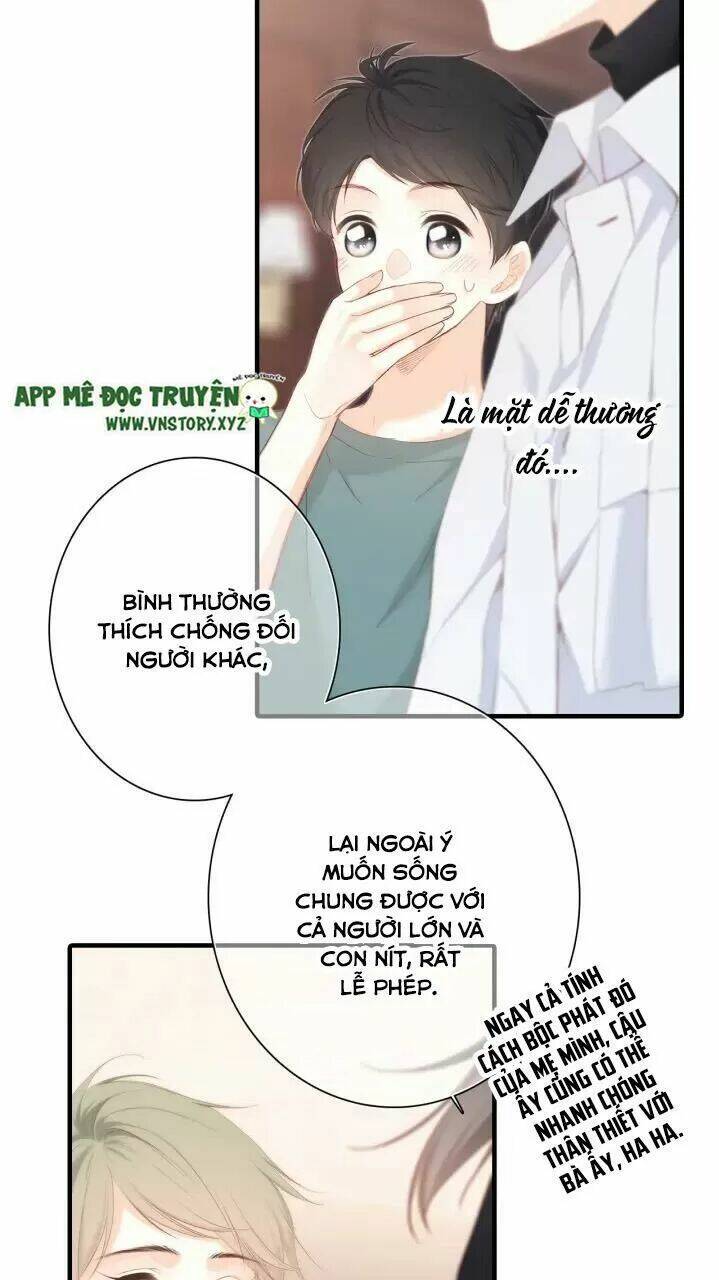 MÊ ĐỌC TRUYỆN
APP MÊ ĐỌC TRUYỆN
WWW.VNSTORY.XYZ
Là mặt dễ thương
đó....
BÌNH THƯỜNG
THÍCH CHỐNG ĐỐI
NGƯỜI KHÁC,
LẠI NGOÀI Ý
MUỐN SỐNG
CHUNG ĐƯỢC VỚI
CẢ NGƯỜI LỚN VÀ
CON NÍT, RẤT
LỄ PHÉP.
NGAY CẢ TÍNH
CÁCH BỘC PHÁT ĐÓ
CỦA MẸ MÌNH, CẬU
ẤY CŨNG CÓ THỂ
NHANH CHÓNG
THÂN THIẾT VỚI
BÀ ẤY, HA HA.